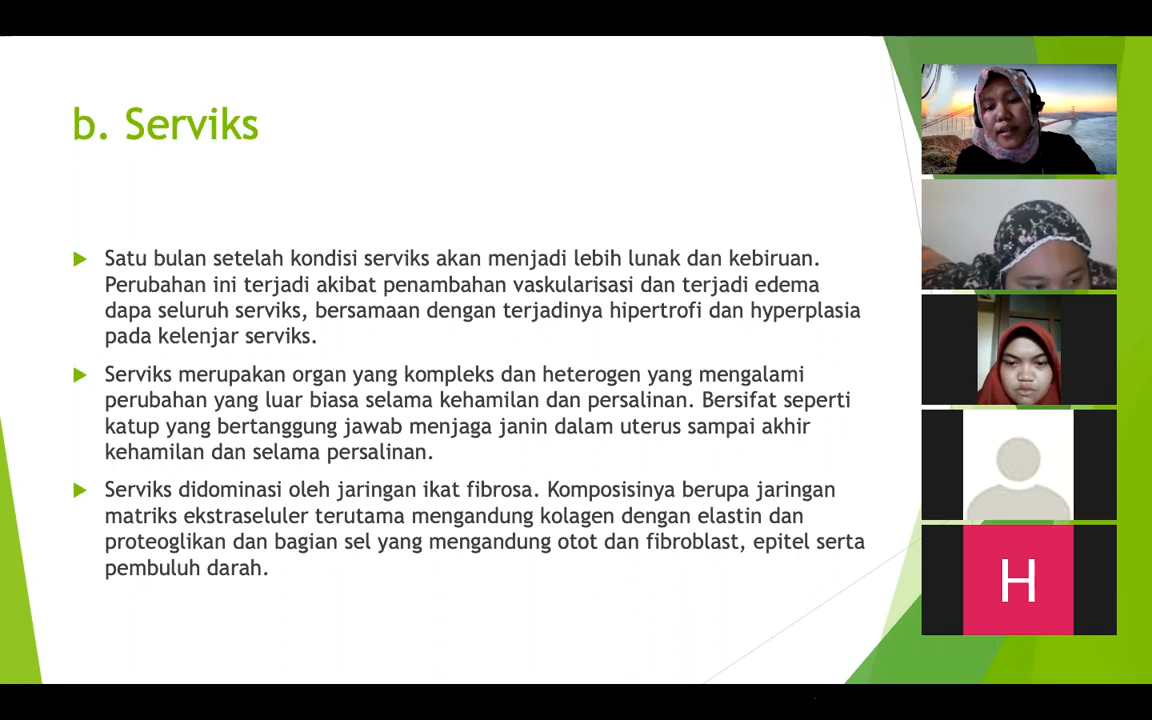 b. Serviks
Satu bulan setelah kondisi serviks akan menjadi lebih lunak dan kebiruan.
Perubahan ini terjadi akibat penambahan vaskularisasi dan terjadi edema
dapa seluruh serviks, bersamaan dengan terjadinya hipertrofi dan hyperplasia
pada kelenjar serviks.
Serviks merupakan organ yang kompleks dan heterogen yang mengalami
perubahan yang luar biasa selama kehamilan dan persalinan. Bersifat seperti
katup yang bertanggung jawab menjaga janin dalam uterus sampai akhir
kehamilan dan selama persalinan.
Serviks didominasi oleh jaringan ikat fibrosa. Komposisinya berupa jaringan
matriks ekstraseluler terutama mengandung kolagen dengan elastin dan
proteoglikan dan bagian sel yang mengandung otot dan fibroblast, epitel serta
pembuluh darah.
H